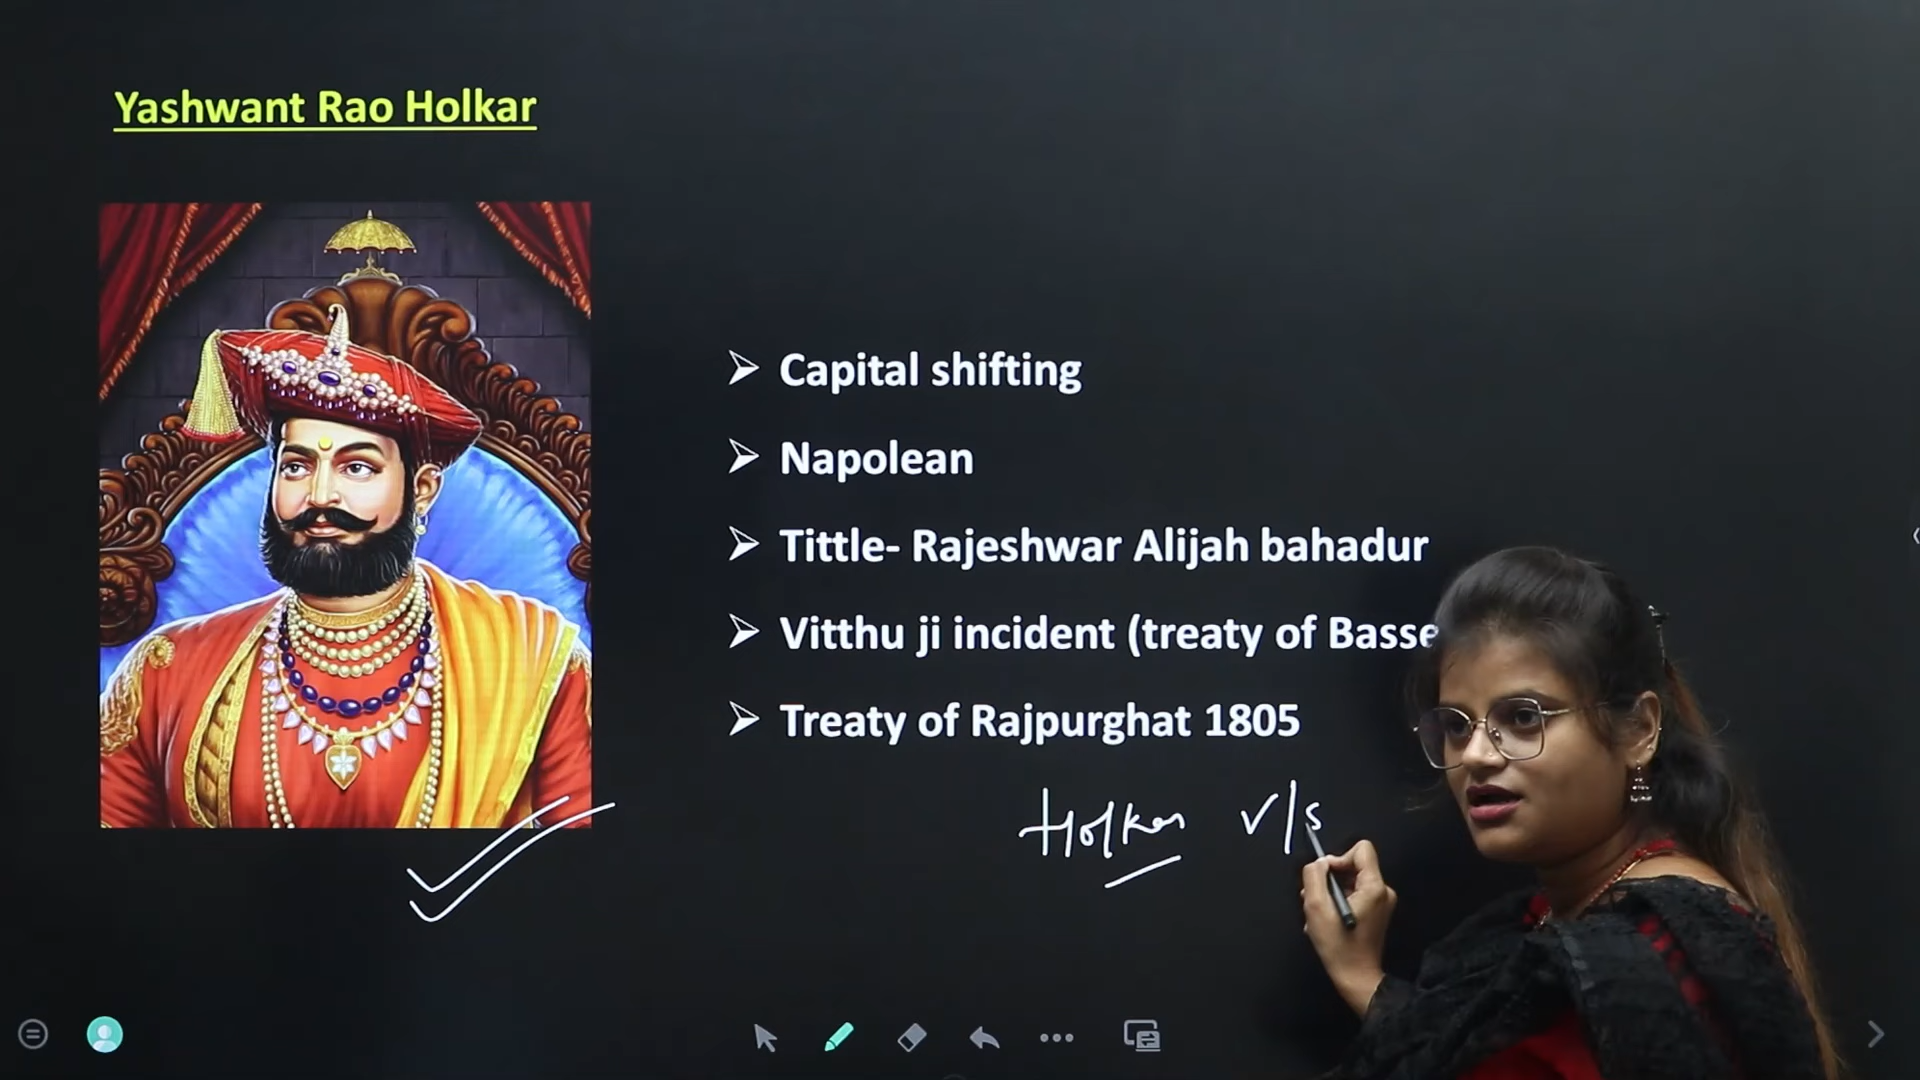 Yashwant Rao Holkar
Capital shifting
Napolean
Tittle- Rajeshwar Alijah bahadur
Vitthu ji incident (treaty of Basse
Treaty of Rajpurghat 1805
Holkar v/s